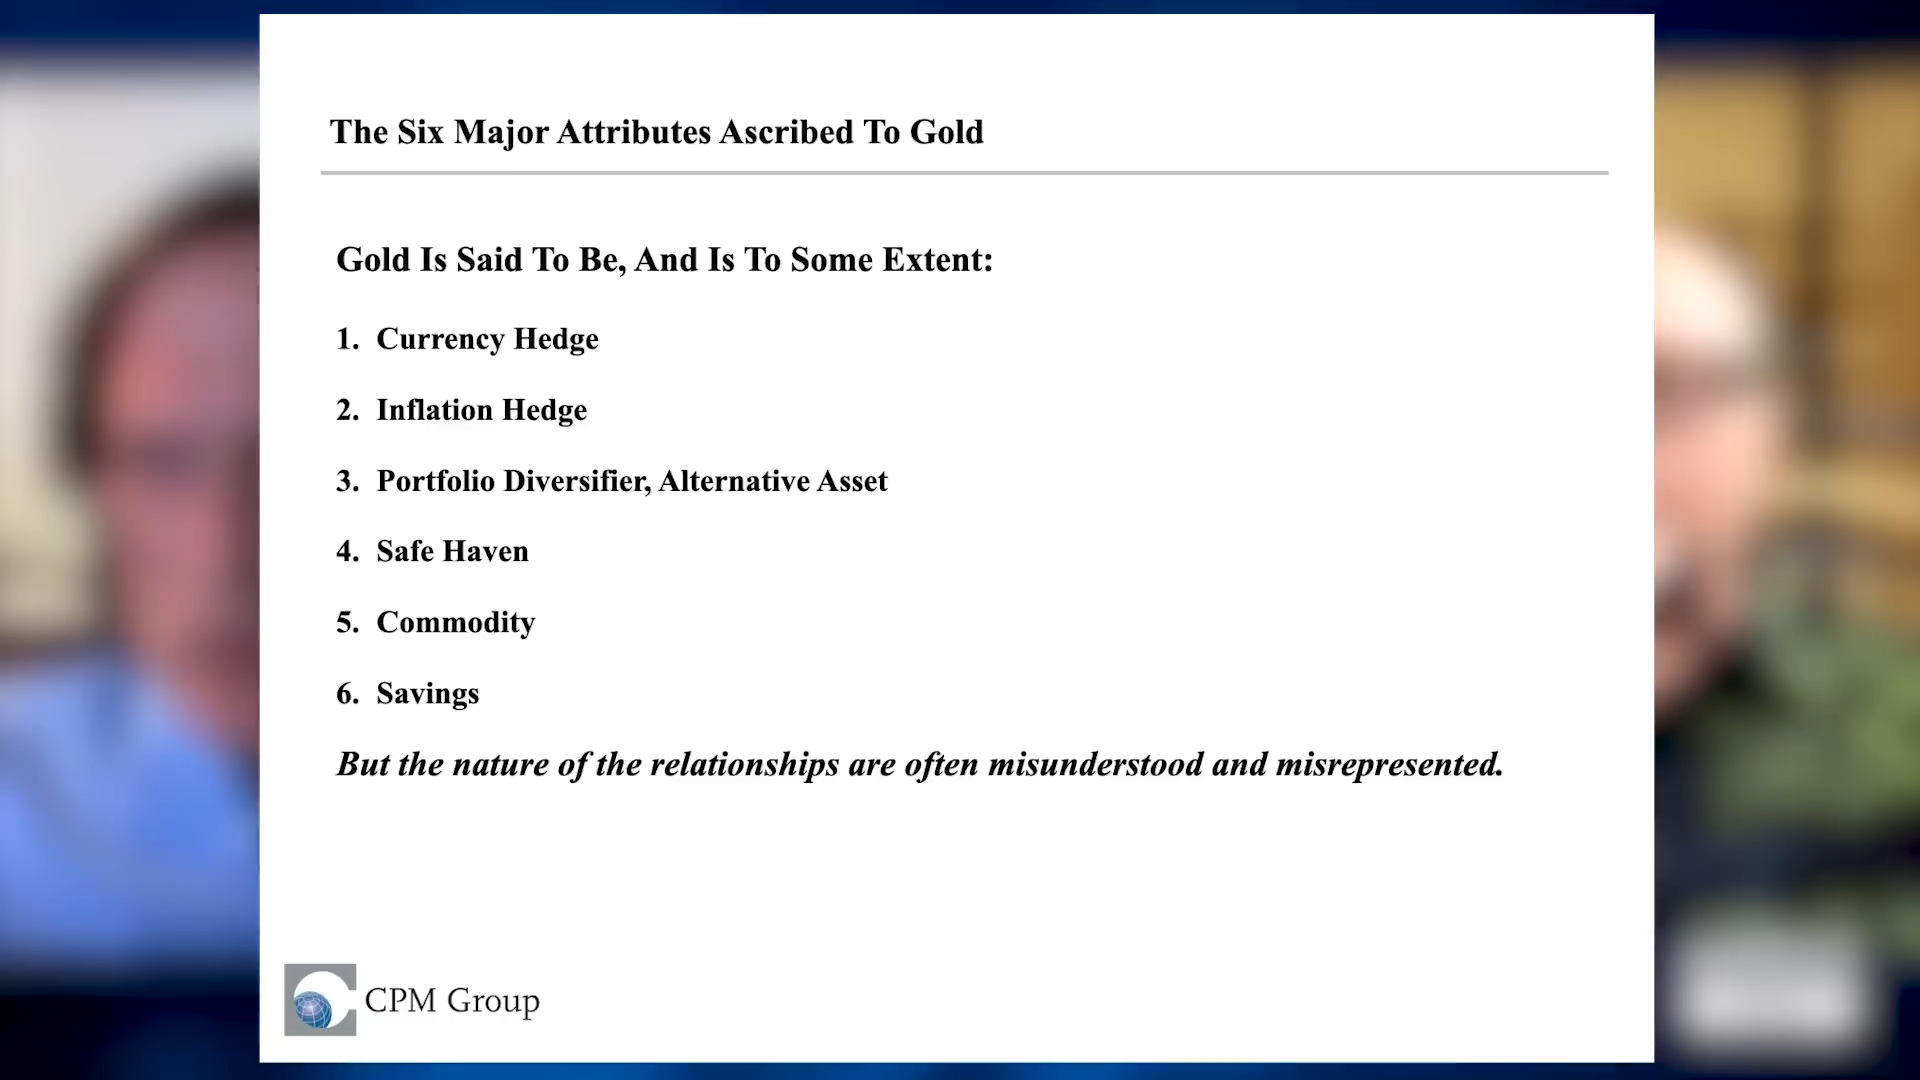 The Six Major Attributes Ascribed To Gold
Gold Is Said To Be, And Is To Some Extent:
1. Currency Hedge
2. Inflation Hedge
3. Portfolio Diversifier, Alternative Asset
4. Safe Haven
5. Commodity
6. Savings
But the nature of the relationships are often misunderstood and misrepresented.
CPM Group